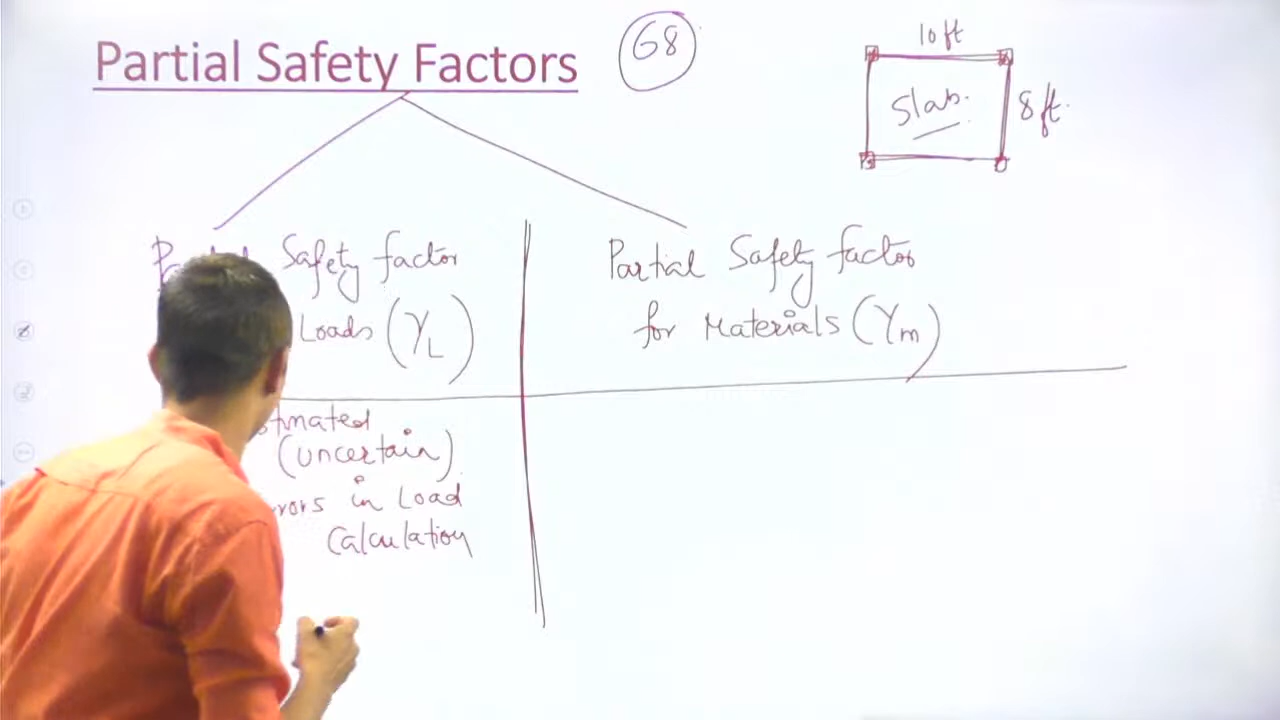 Partial Safety Factors
68
10 ft
Slab.
8 ft.
Safety factor
Loads (γL)
Partial Safety factor
for Materials (γm)
(uncertain)
in Load
Calculation